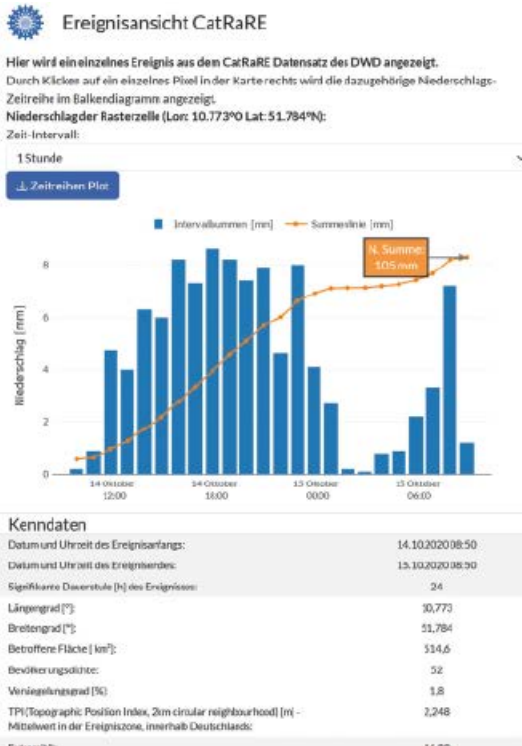 Ereignisansicht CatRaRE
Hier wird ein einzelnes Ereignis aus dem CatRaRE Datensatz des DWD angezeigt.
Durch Klicken auf ein einzelnes Pixel in der Karte rechts wird die dazugehörige Niederschlags-
Zeitreihe im Balkendiagramm angezeigt.
Niederschlag der Rasterzelle (Lon: 10.773°O Lat: 51.784°N):
Zeit-Intervall:
1 Stunde
Zeitreihen Plot
Intervallsummen [mm] Summenlinie [mm]
N. Summe:
105 mm
Niederschlag [mm]
8
6
4
2
0
14 Oktober 14 Oktober 15 Oktober 15 Oktober
12:00 18:00 00:00 06:00
Kenndaten
Datum und Uhrzeit des Ereignisanfangs: 14.10.2020 08:50
Datum und Uhrzeit des Ereignisendes: 15.10.2020 08:50
Signifikante Dauerstufe [h] des Ereignisses: 24
Längengrad [°]: 10,773
Breitengrad [°]: 51,784
Betroffene Fläche [km²]: 514,6
Bevölkerungsdichte: 52
Versiegelungsgrad [%]: 1,8
TPI (Topographic Position Index, 2km circular neighbourhood) [m] -
Mittelwert in der Ereigniszone, innerhalb Deutschlands: 2,248